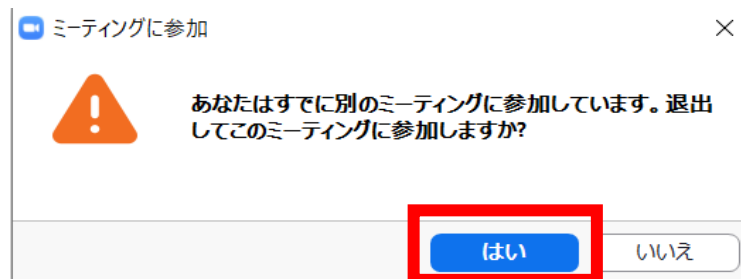 ミーティングに参加
あなたはすでに別のミーティングに参加しています。退出
してこのミーティングに参加しますか?
はい
いいえ